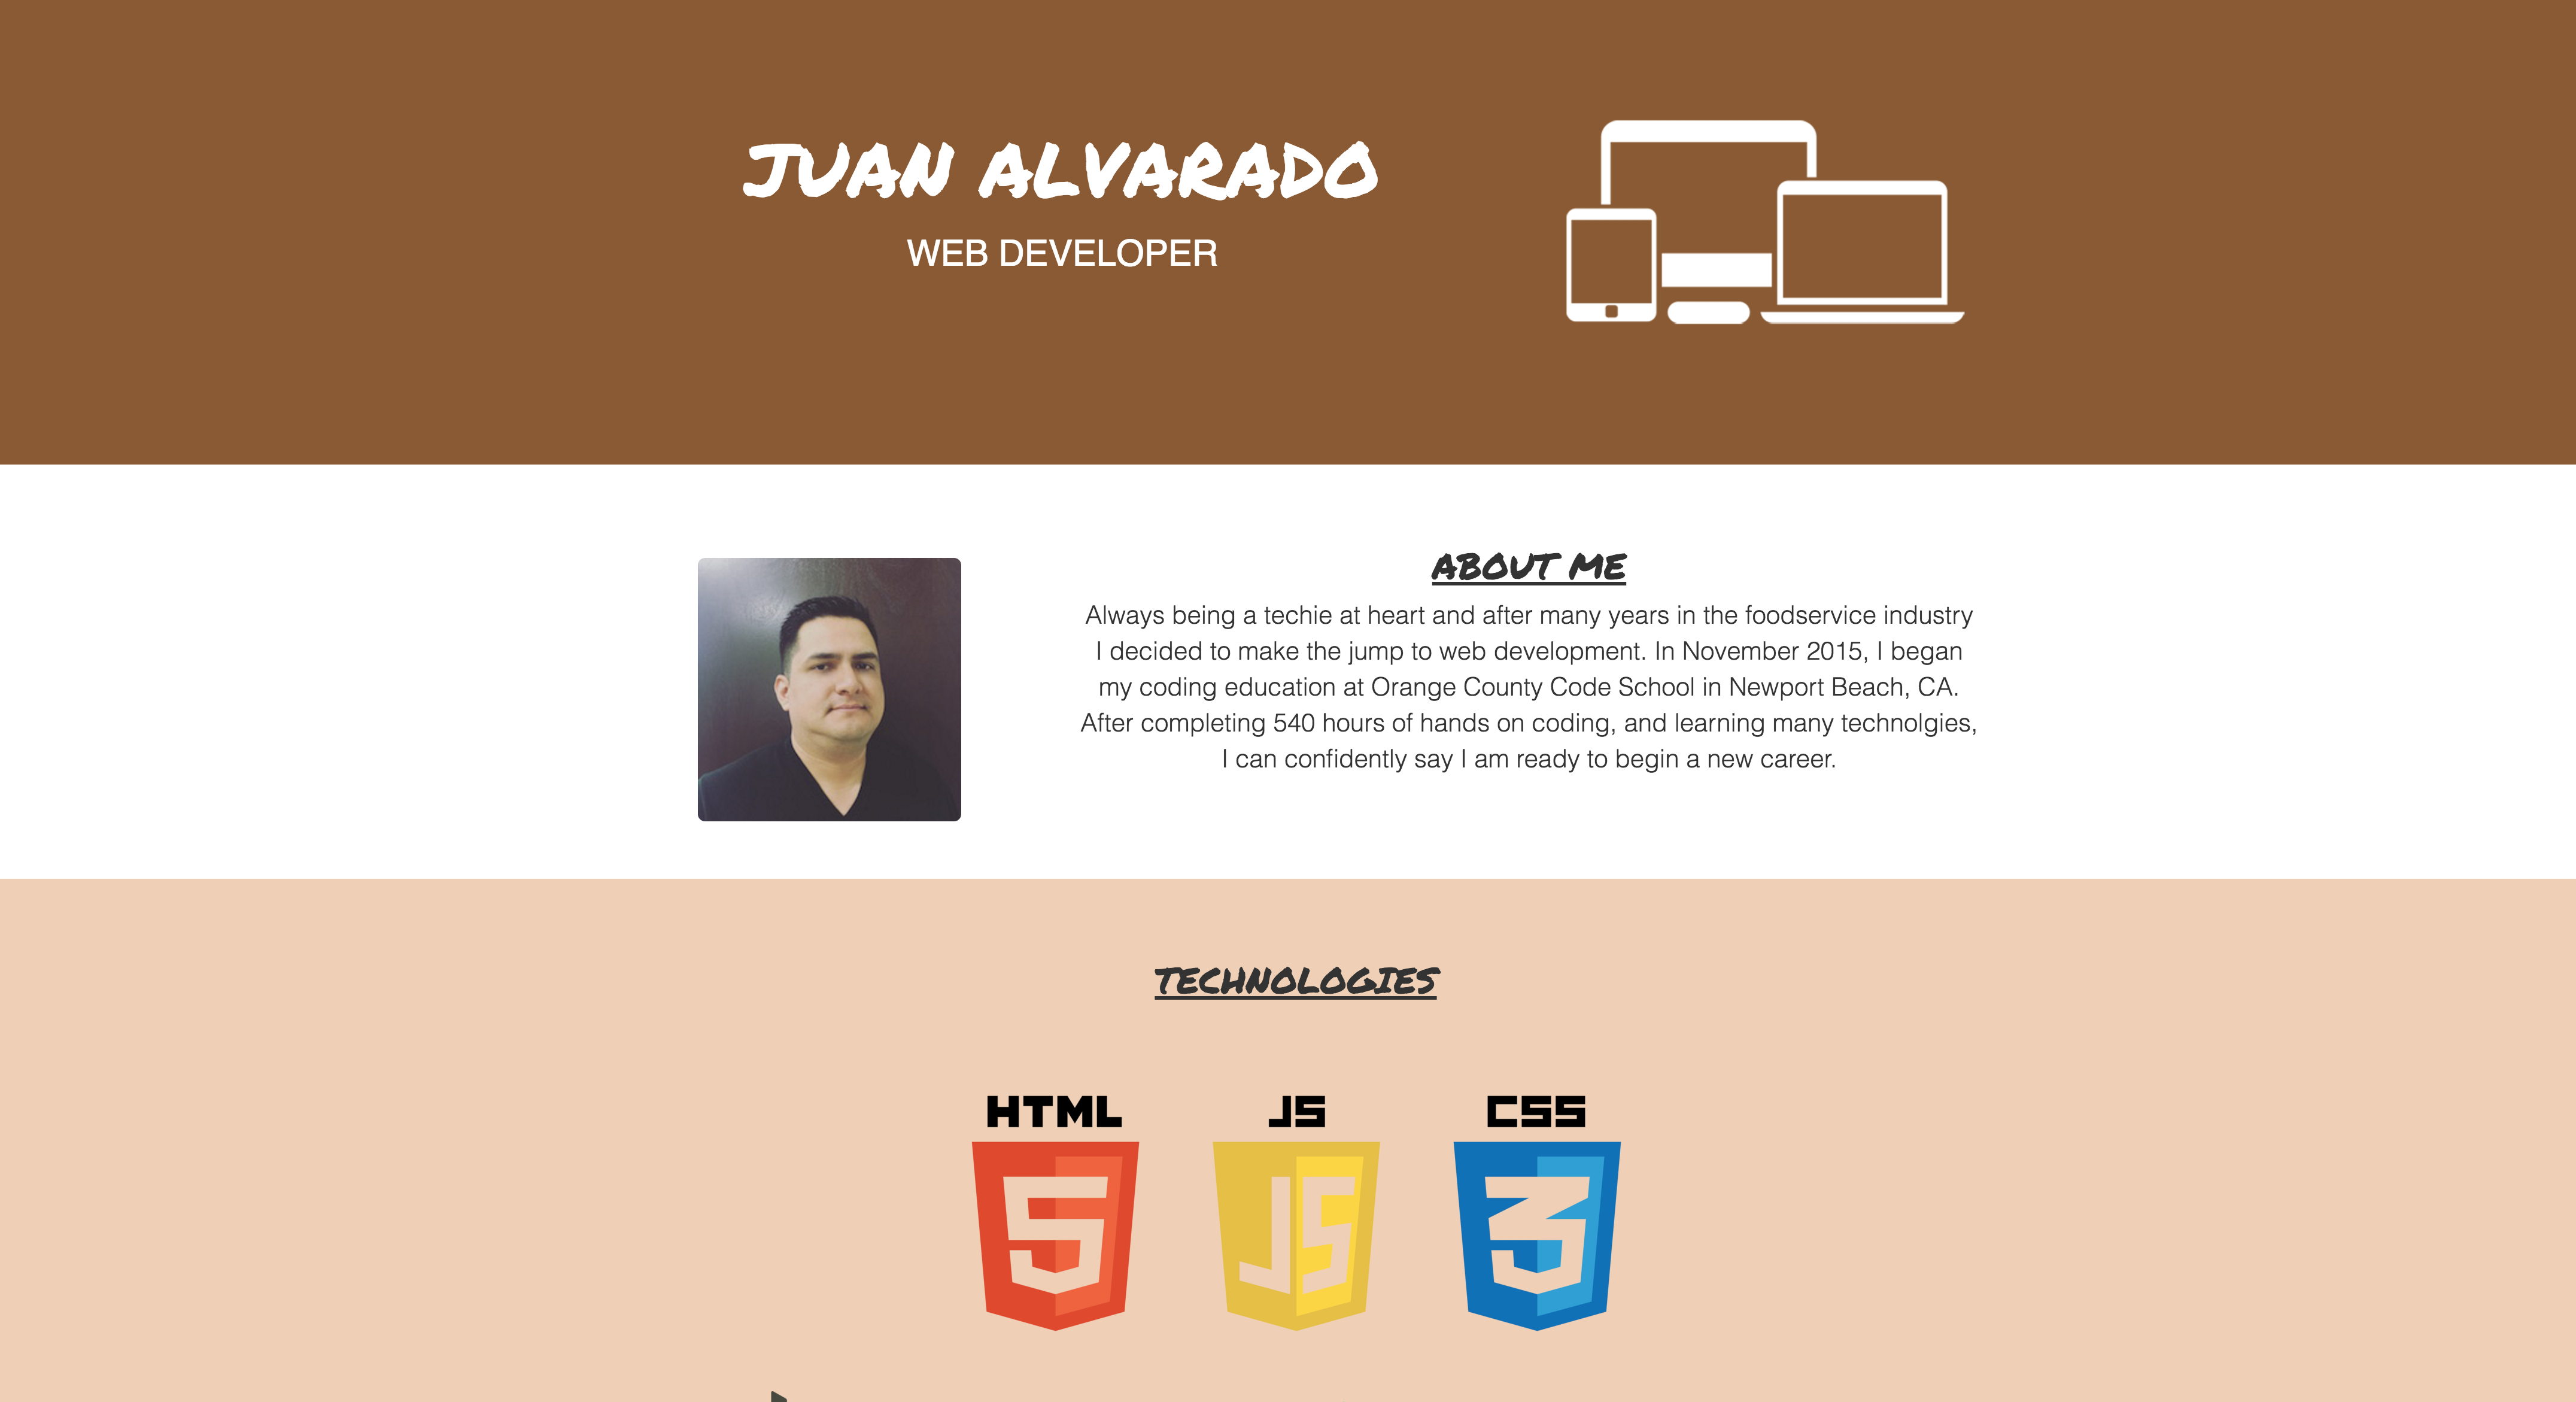 JUAN ALVARADO
WEB DEVELOPER
ABOUT ME
Always being a techie at heart and after many years in the foodservice industry
I decided to make the jump to web development. In November 2015, I began
my coding education at Orange County Code School in Newport Beach, CA.
After completing 540 hours of hands on coding, and learning many technolgies,
I can confidently say I am ready to begin a new career.
TECHNOLOGIES
HTML JS CSS
5 JS 3